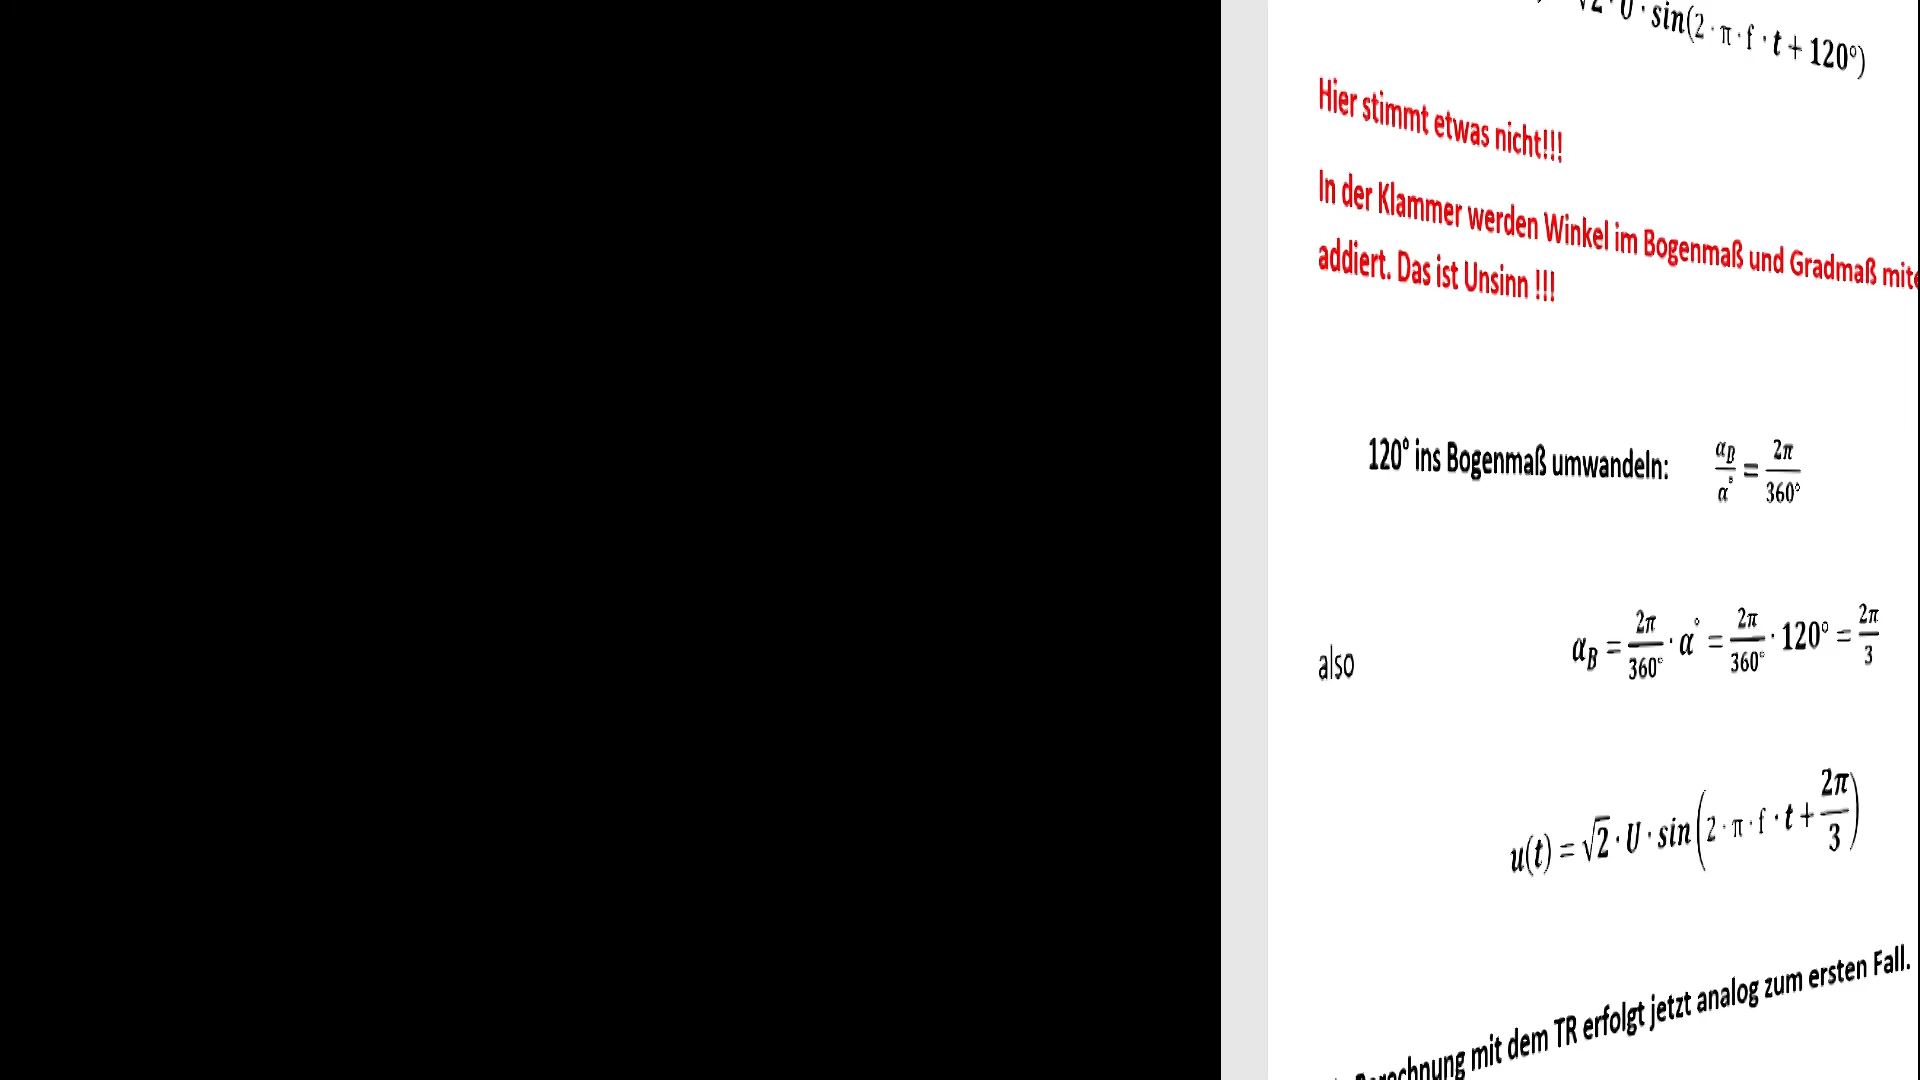 √2 · U · sin(2 · π · f · t + 120°)
Hier stimmt etwas nicht!!!
In der Klammer werden Winkel im Bogenmaß und Gradmaß
addiert. Das ist Unsinn !!!
120° ins Bogenmaß umwandeln: α_B/α° = 2π/360°
also α_B = 2π/360° · α° = 2π/360° · 120° = 2π/3
u(t) = √2 · U · sin(2 · π · f · t + 2π/3)
Berechnung mit dem TR erfolgt jetzt analog zum ersten Fall.